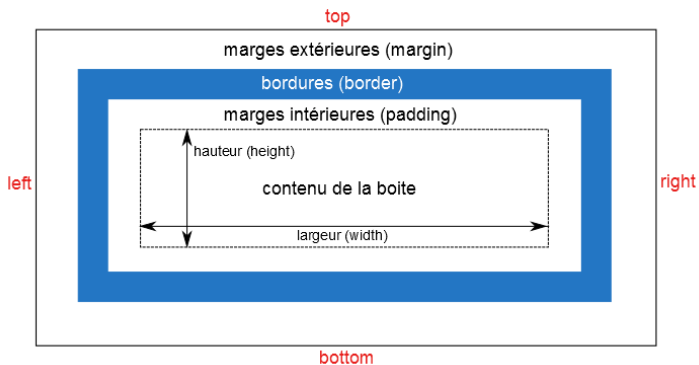 top
marges extérieures (margin)
bordures (border)
marges intérieures (padding)
hauteur (height)
left
contenu de la boite
right
largeur (width)
bottom